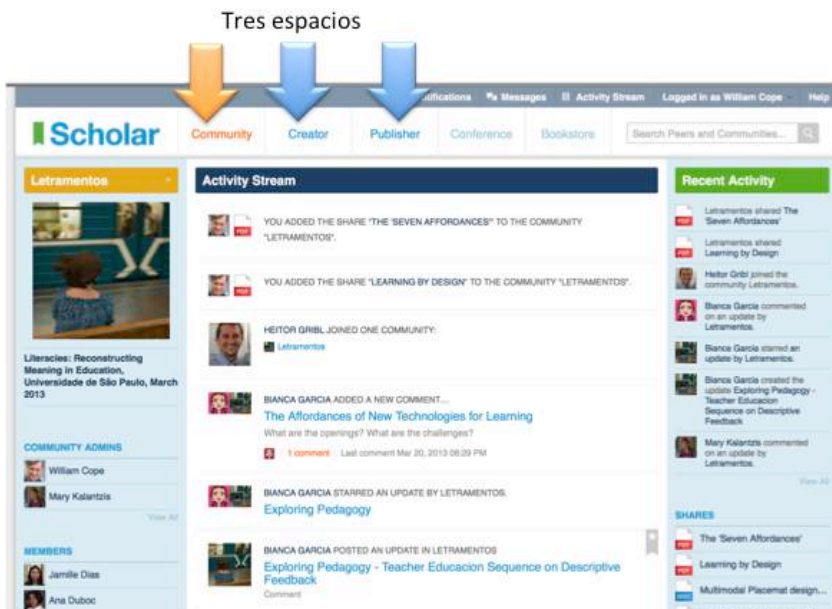 Tres espacios
Notifications Messages Activity Stream Logged in as William Cope Help
Scholar Community Creator Publisher Conference Bookstore Search Peers and Communities...
Letramentos
Literacies: Reconstructing
Meaning in Education,
Universidade de São Paulo, March
2013
COMMUNITY ADMINS
William Cope
Mary Kalantzis
View All
MEMBERS
Jamille Dias
Ana Duboc
Activity Stream
PDF
YOU ADDED THE SHARE "THE 'SEVEN AFFORDANCES'" TO THE COMMUNITY
"LETRAMENTOS".
PDF
YOU ADDED THE SHARE "LEARNING BY DESIGN" TO THE COMMUNITY "LETRAMENTOS".
HEITOR GRIBL JOINED ONE COMMUNITY:
Letramentos
BIANCA GARCIA ADDED A NEW COMMENT...
The Affordances of New Technologies for Learning
What are the openings? What are the challenges?
1 comment Last comment Mar 20, 2013 08:29 PM
BIANCA GARCIA STARRED AN UPDATE BY LETRAMENTOS.
Exploring Pedagogy
BIANCA GARCIA POSTED AN UPDATE IN LETRAMENTOS
Exploring Pedagogy - Teacher Educacion Sequence on Descriptive
Feedback
Comment
Recent Activity
PDF
Letramentos shared The
'Seven Affordances'
PDF
Letramentos shared
Learning by Design
Heitor Gribl joined the
community Letramentos.
Bianca Garcia commented
on an update by
Letramentos.
Bianca Garcia starred an
update by Letramentos.
Bianca Garcia created the
update Exploring Pedagogy -
Teacher Educacion
Sequence on Descriptive
Feedback
Mary Kalantzis commented
on an update by
Letramentos.
View All
SHARES
PDF
The 'Seven Affordances'
PDF
Learning by Design
Multimodal Placemat design...